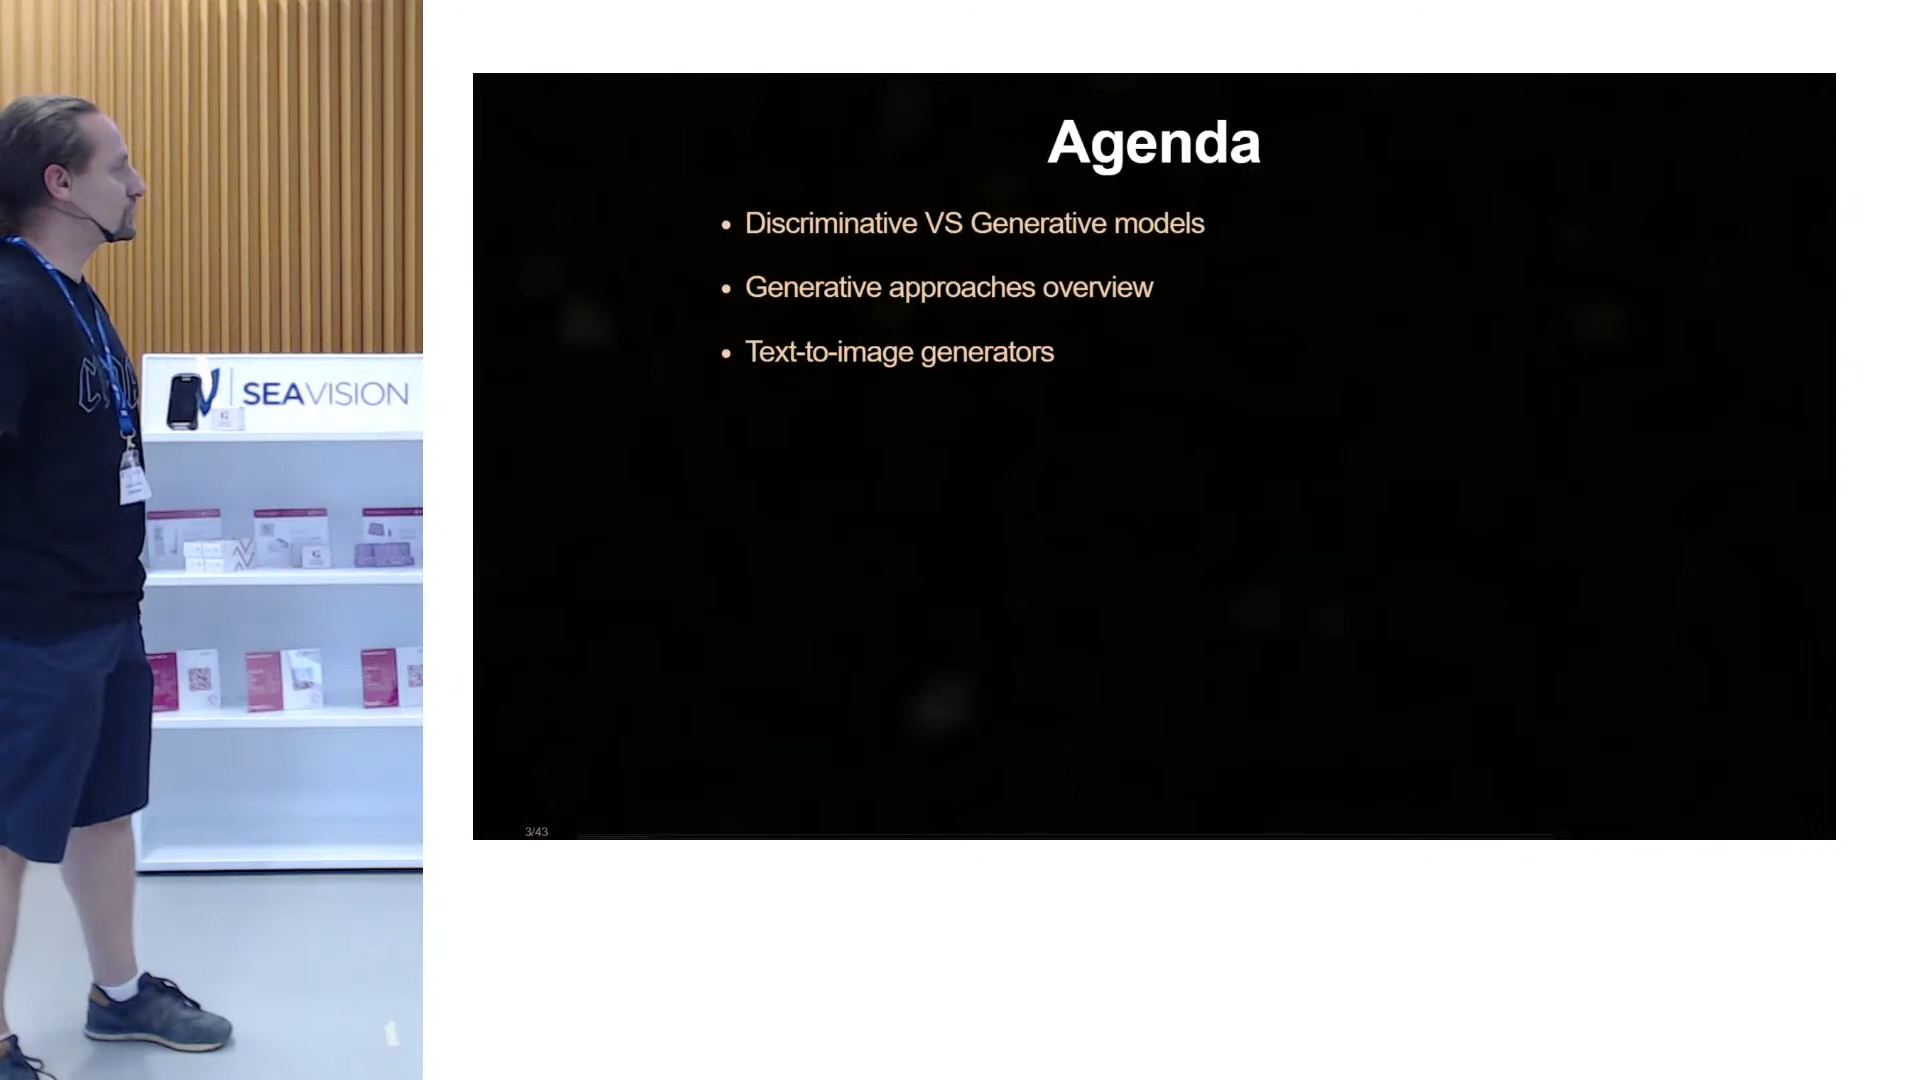 Agenda
Discriminative VS Generative models
Generative approaches overview
Text-to-image generators
3/43
SEAVISION